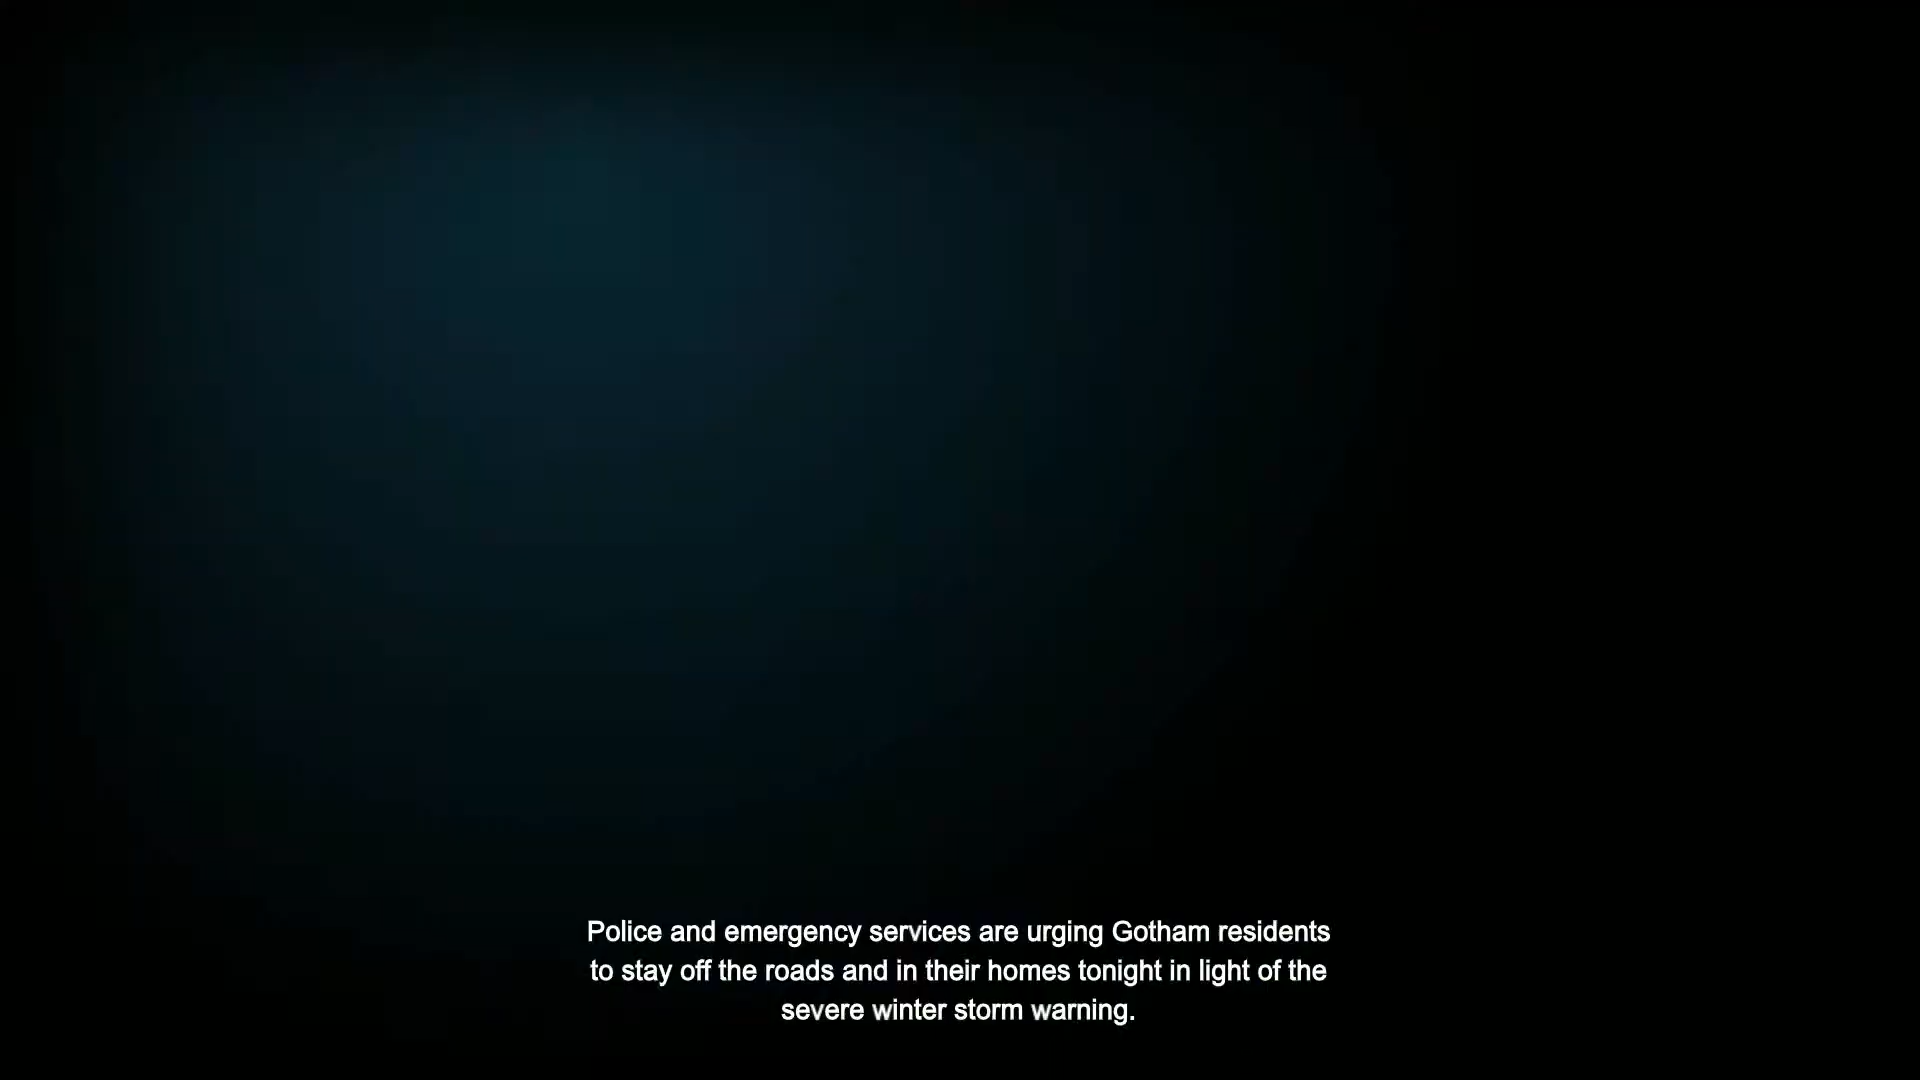 Police and emergency services are urging Gotham residents
to stay off the roads and in their homes tonight in light of the
severe winter storm warning.